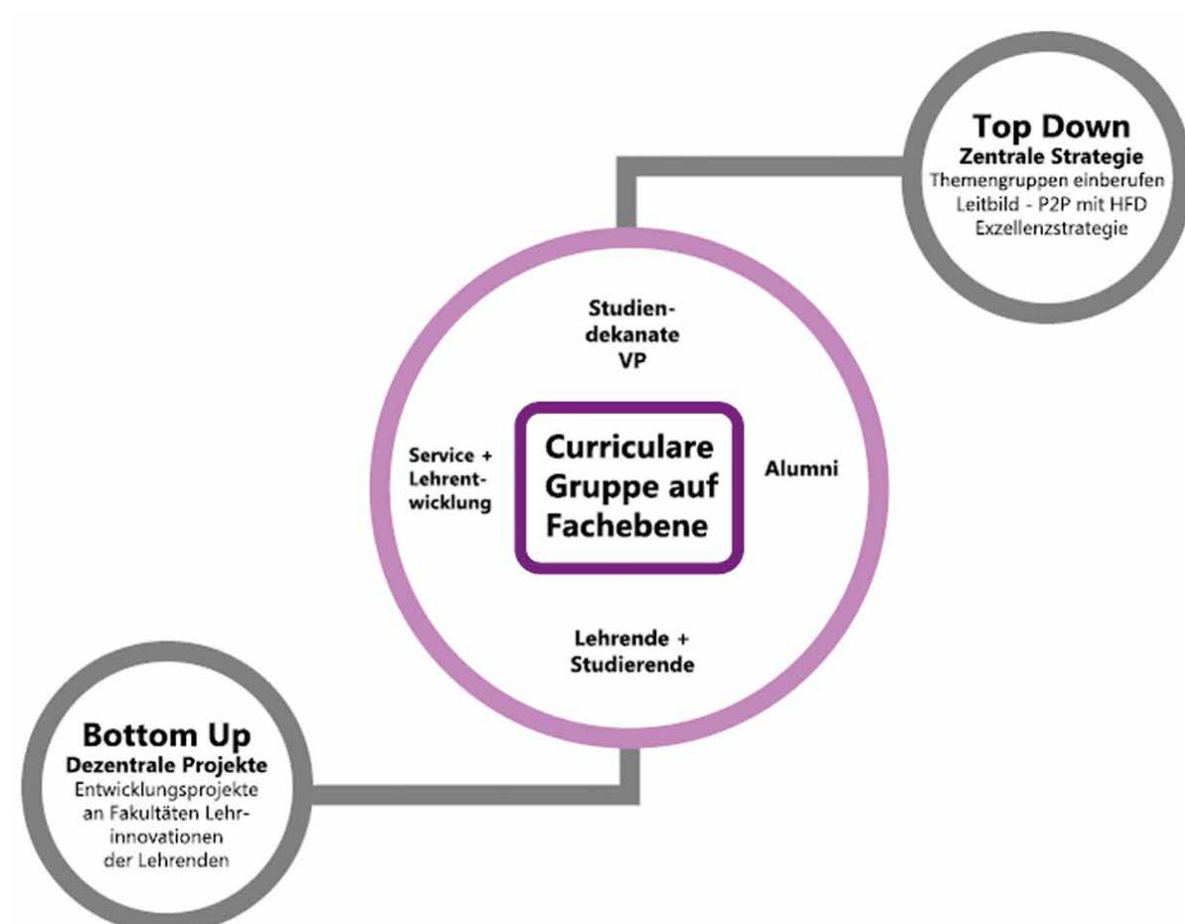 Top Down
Zentrale Strategie
Themengruppen einberufen
Leitbild - P2P mit HFD
Exzellenzstrategie
Studien-
dekanate
VP
Service +
Lehrent-
wicklung
Curriculare
Gruppe auf
Fachebene
Alumni
Lehrende +
Studierende
Bottom Up
Dezentrale Projekte
Entwicklungsprojekte
an Fakultäten Lehr-
innovationen
der Lehrenden